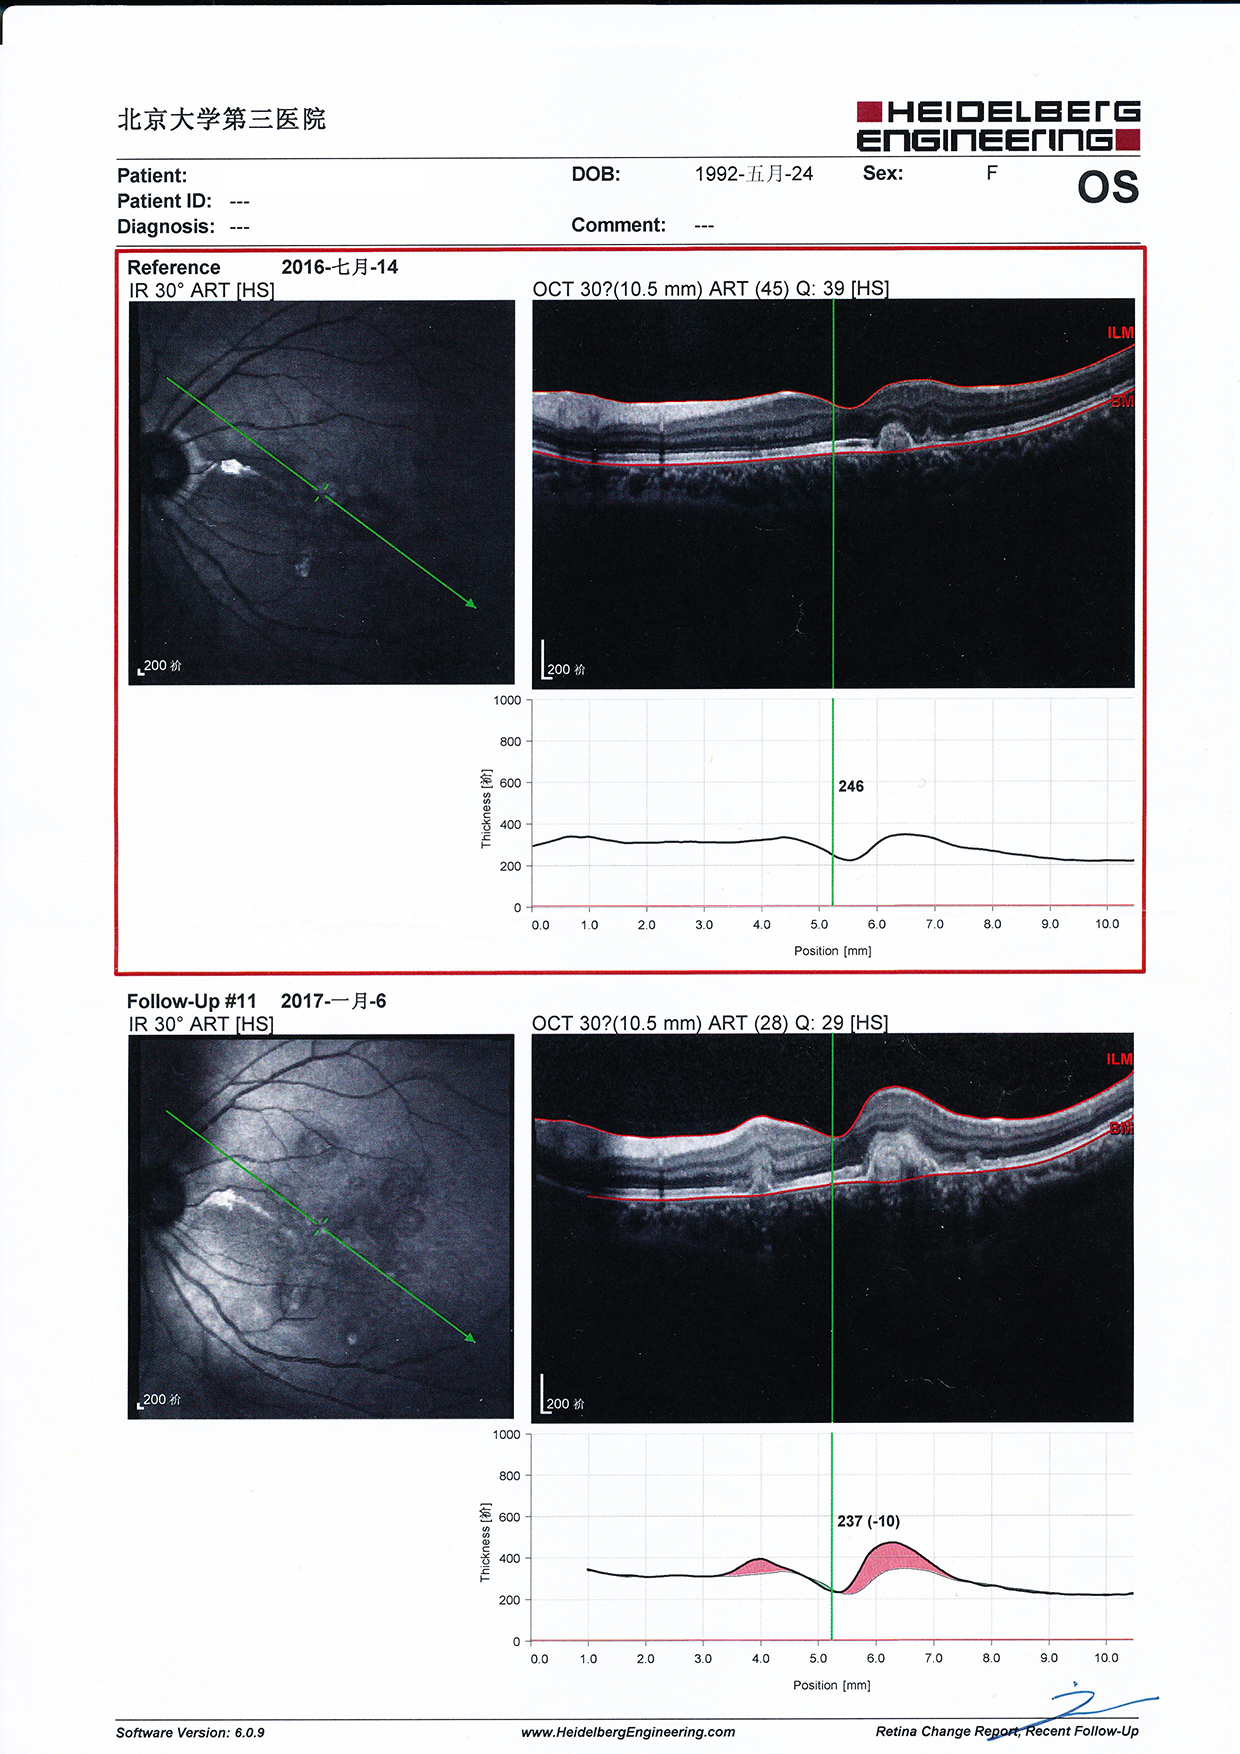 北京大学第三医院
HEIDELBERG
ENGINEERING
Patient:
DOB: 1992-五月-24 Sex: F
OS
Patient ID: ---
Diagnosis: ---
Comment: ---
Reference 2016-七月-14
IR 30° ART [HS]
OCT 30?(10.5 mm) ART (45) Q: 39 [HS]
ILM
BM
200 祄
200 祄
1000
800
600
400
200
0
Thickness [祄]
246
0.0 1.0 2.0 3.0 4.0 5.0 6.0 7.0 8.0 9.0 10.0
Position [mm]
Follow-Up #11 2017-一月-6
IR 30° ART [HS]
OCT 30?(10.5 mm) ART (28) Q: 29 [HS]
ILM
BM
200 祄
200 祄
1000
800
600
400
200
0
Thickness [祄]
237 (-10)
0.0 1.0 2.0 3.0 4.0 5.0 6.0 7.0 8.0 9.0 10.0
Position [mm]
Software Version: 6.0.9
www.HeidelbergEngineering.com
Retina Change Report, Recent Follow-Up